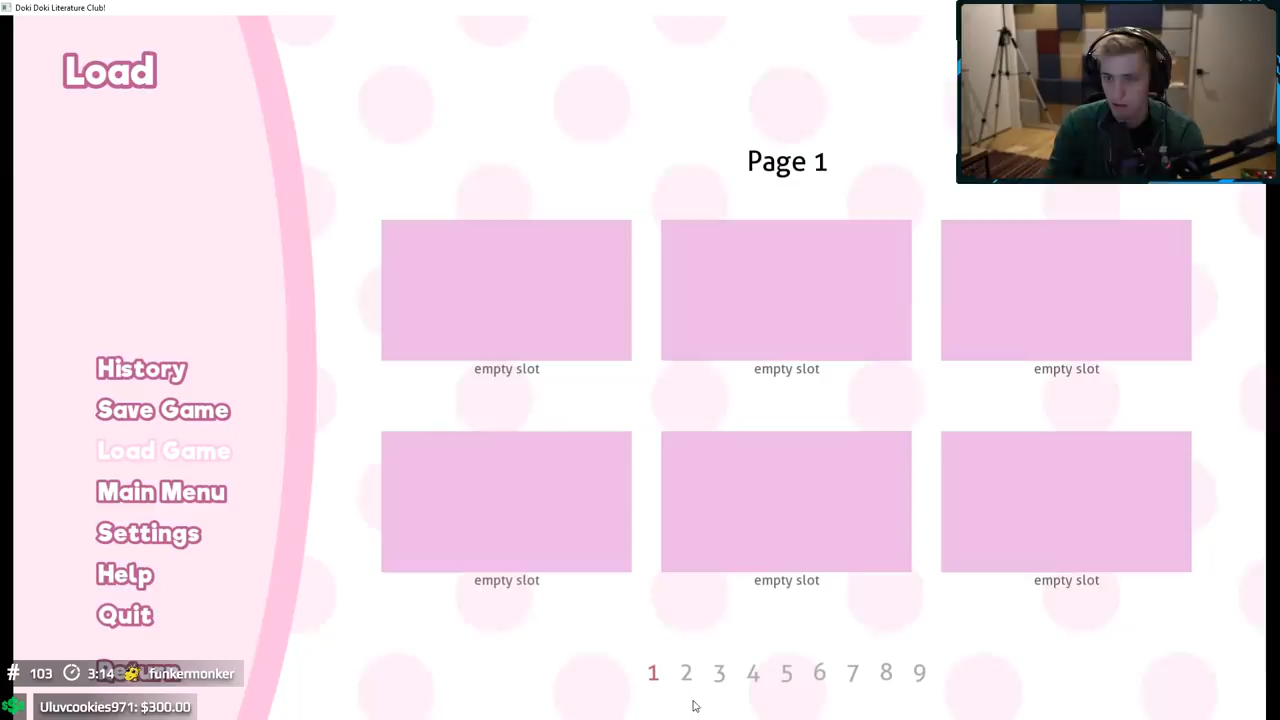 Doki Doki Literature Club!
Load
Page 1
empty slot
empty slot
empty slot
History
Save Game
Load Game
Main Menu
Settings
Help
Quit
Return
empty slot
empty slot
empty slot
1 2 3 4 5 6 7 8 9
# 103 3:14 funkermonker
Uluvcookies971: $300.00